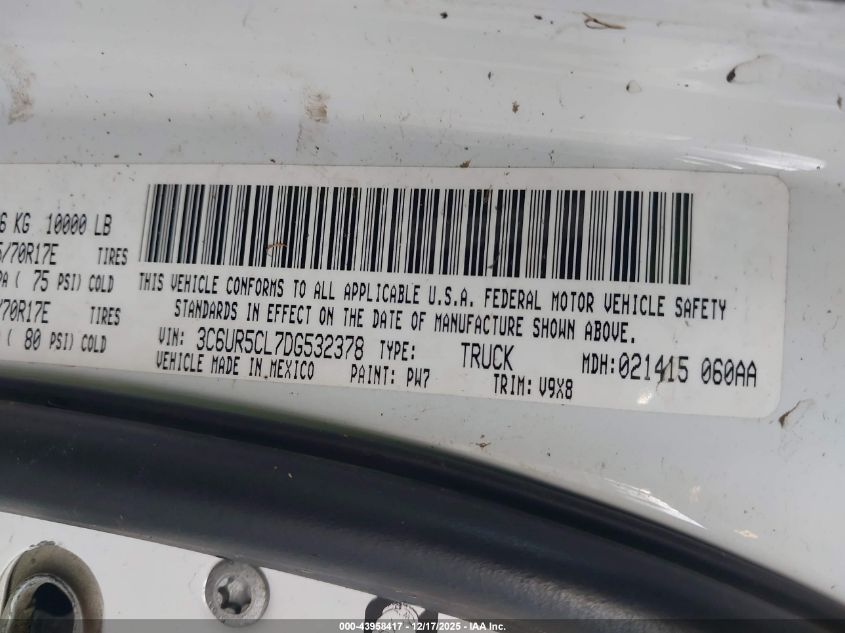 6 KG 10000 LB
/70R17E TIRES
PA ( 75 PSI) COLD
/70R17E TIRES
( 80 PSI) COLD
THIS VEHICLE CONFORMS TO ALL APPLICABLE U.S.A. FEDERAL MOTOR VEHICLE SAFETY
STANDARDS IN EFFECT ON THE DATE OF MANUFACTURE SHOWN ABOVE.
VIN: 3C6UR5CL7DG532378 TYPE: TRUCK MDH: 021415 060AA
VEHICLE MADE IN MEXICO PAINT: PW7 TRIM: V9X8
000-43958417 - 12/17/2025 - IAA Inc.